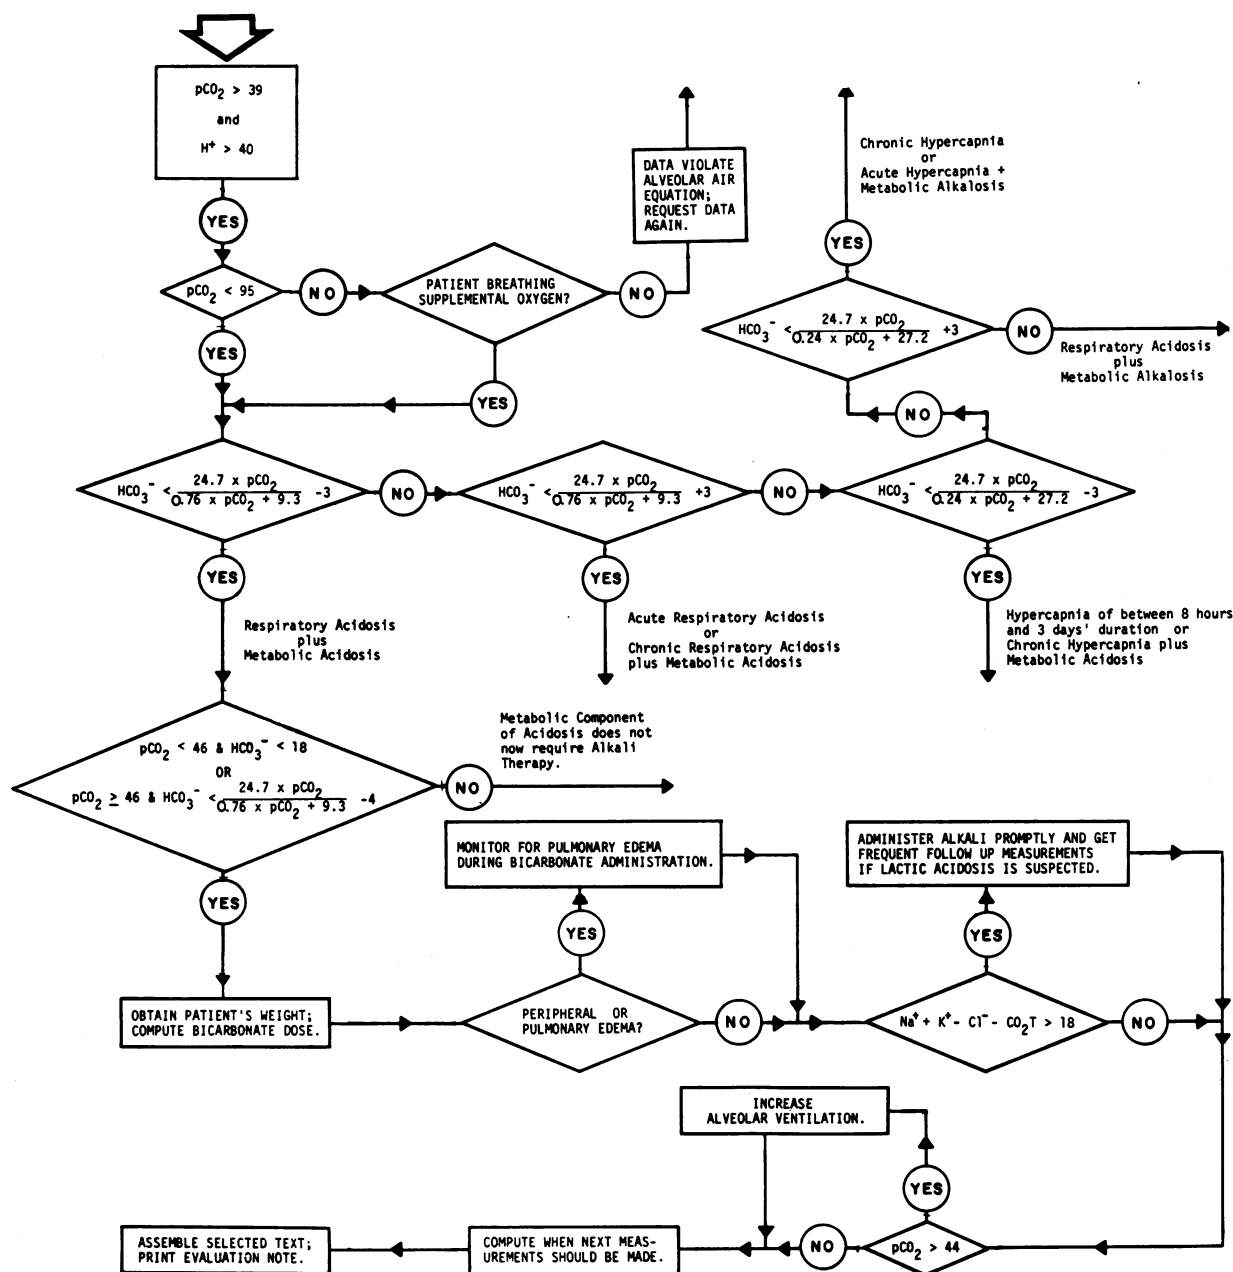 pCO₂ > 39
and
H⁺ > 40
YES
pCO₂ < 95
NO
PATIENT BREATHING
SUPPLEMENTAL OXYGEN?
NO
DATA VIOLATE
ALVEOLAR AIR
EQUATION;
REQUEST DATA
AGAIN.
YES
YES
Chronic Hypercapnia
or
Acute Hypercapnia +
Metabolic Alkalosis
YES
HCO₃⁻ < 24.7 x pCO₂ / 0.24 x pCO₂ + 27.2 +3
NO
Respiratory Acidosis
plus
Metabolic Alkalosis
NO
HCO₃⁻ < 24.7 x pCO₂ / 0.76 x pCO₂ + 9.3 -3
NO
HCO₃⁻ < 24.7 x pCO₂ / 0.76 x pCO₂ + 9.3 +3
NO
HCO₃⁻ < 24.7 x pCO₂ / 0.24 x pCO₂ + 27.2 -3
YES
Respiratory Acidosis
plus
Metabolic Acidosis
YES
Acute Respiratory Acidosis
or
Chronic Respiratory Acidosis
plus Metabolic Acidosis
YES
Hypercapnia of between 8 hours
and 3 days' duration or
Chronic Hypercapnia plus
Metabolic Acidosis
pCO₂ < 46 & HCO₃⁻ < 18
OR
pCO₂ ≥ 46 & HCO₃⁻ < 24.7 x pCO₂ / 0.76 x pCO₂ + 9.3 -4
NO
Metabolic Component
of Acidosis does not
now require Alkali
Therapy.
YES
OBTAIN PATIENT'S WEIGHT;
COMPUTE BICARBONATE DOSE.
PERIPHERAL OR
PULMONARY EDEMA?
YES
MONITOR FOR PULMONARY EDEMA
DURING BICARBONATE ADMINISTRATION.
NO
Na⁺ + K⁺ - Cl⁻ - CO₂T > 18
YES
ADMINISTER ALKALI PROMPTLY AND GET
FREQUENT FOLLOW UP MEASUREMENTS
IF LACTIC ACIDOSIS IS SUSPECTED.
NO
pCO₂ > 44
YES
INCREASE
ALVEOLAR VENTILATION.
NO
COMPUTE WHEN NEXT MEAS-
UREMENTS SHOULD BE MADE.
ASSEMBLE SELECTED TEXT;
PRINT EVALUATION NOTE.